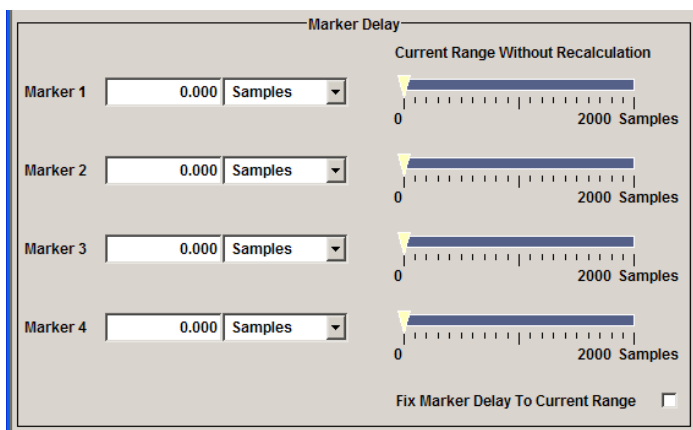 Marker Delay
Current Range Without Recalculation
Marker 1 0.000 Samples
0 2000 Samples
Marker 2 0.000 Samples
0 2000 Samples
Marker 3 0.000 Samples
0 2000 Samples
Marker 4 0.000 Samples
0 2000 Samples
Fix Marker Delay To Current Range